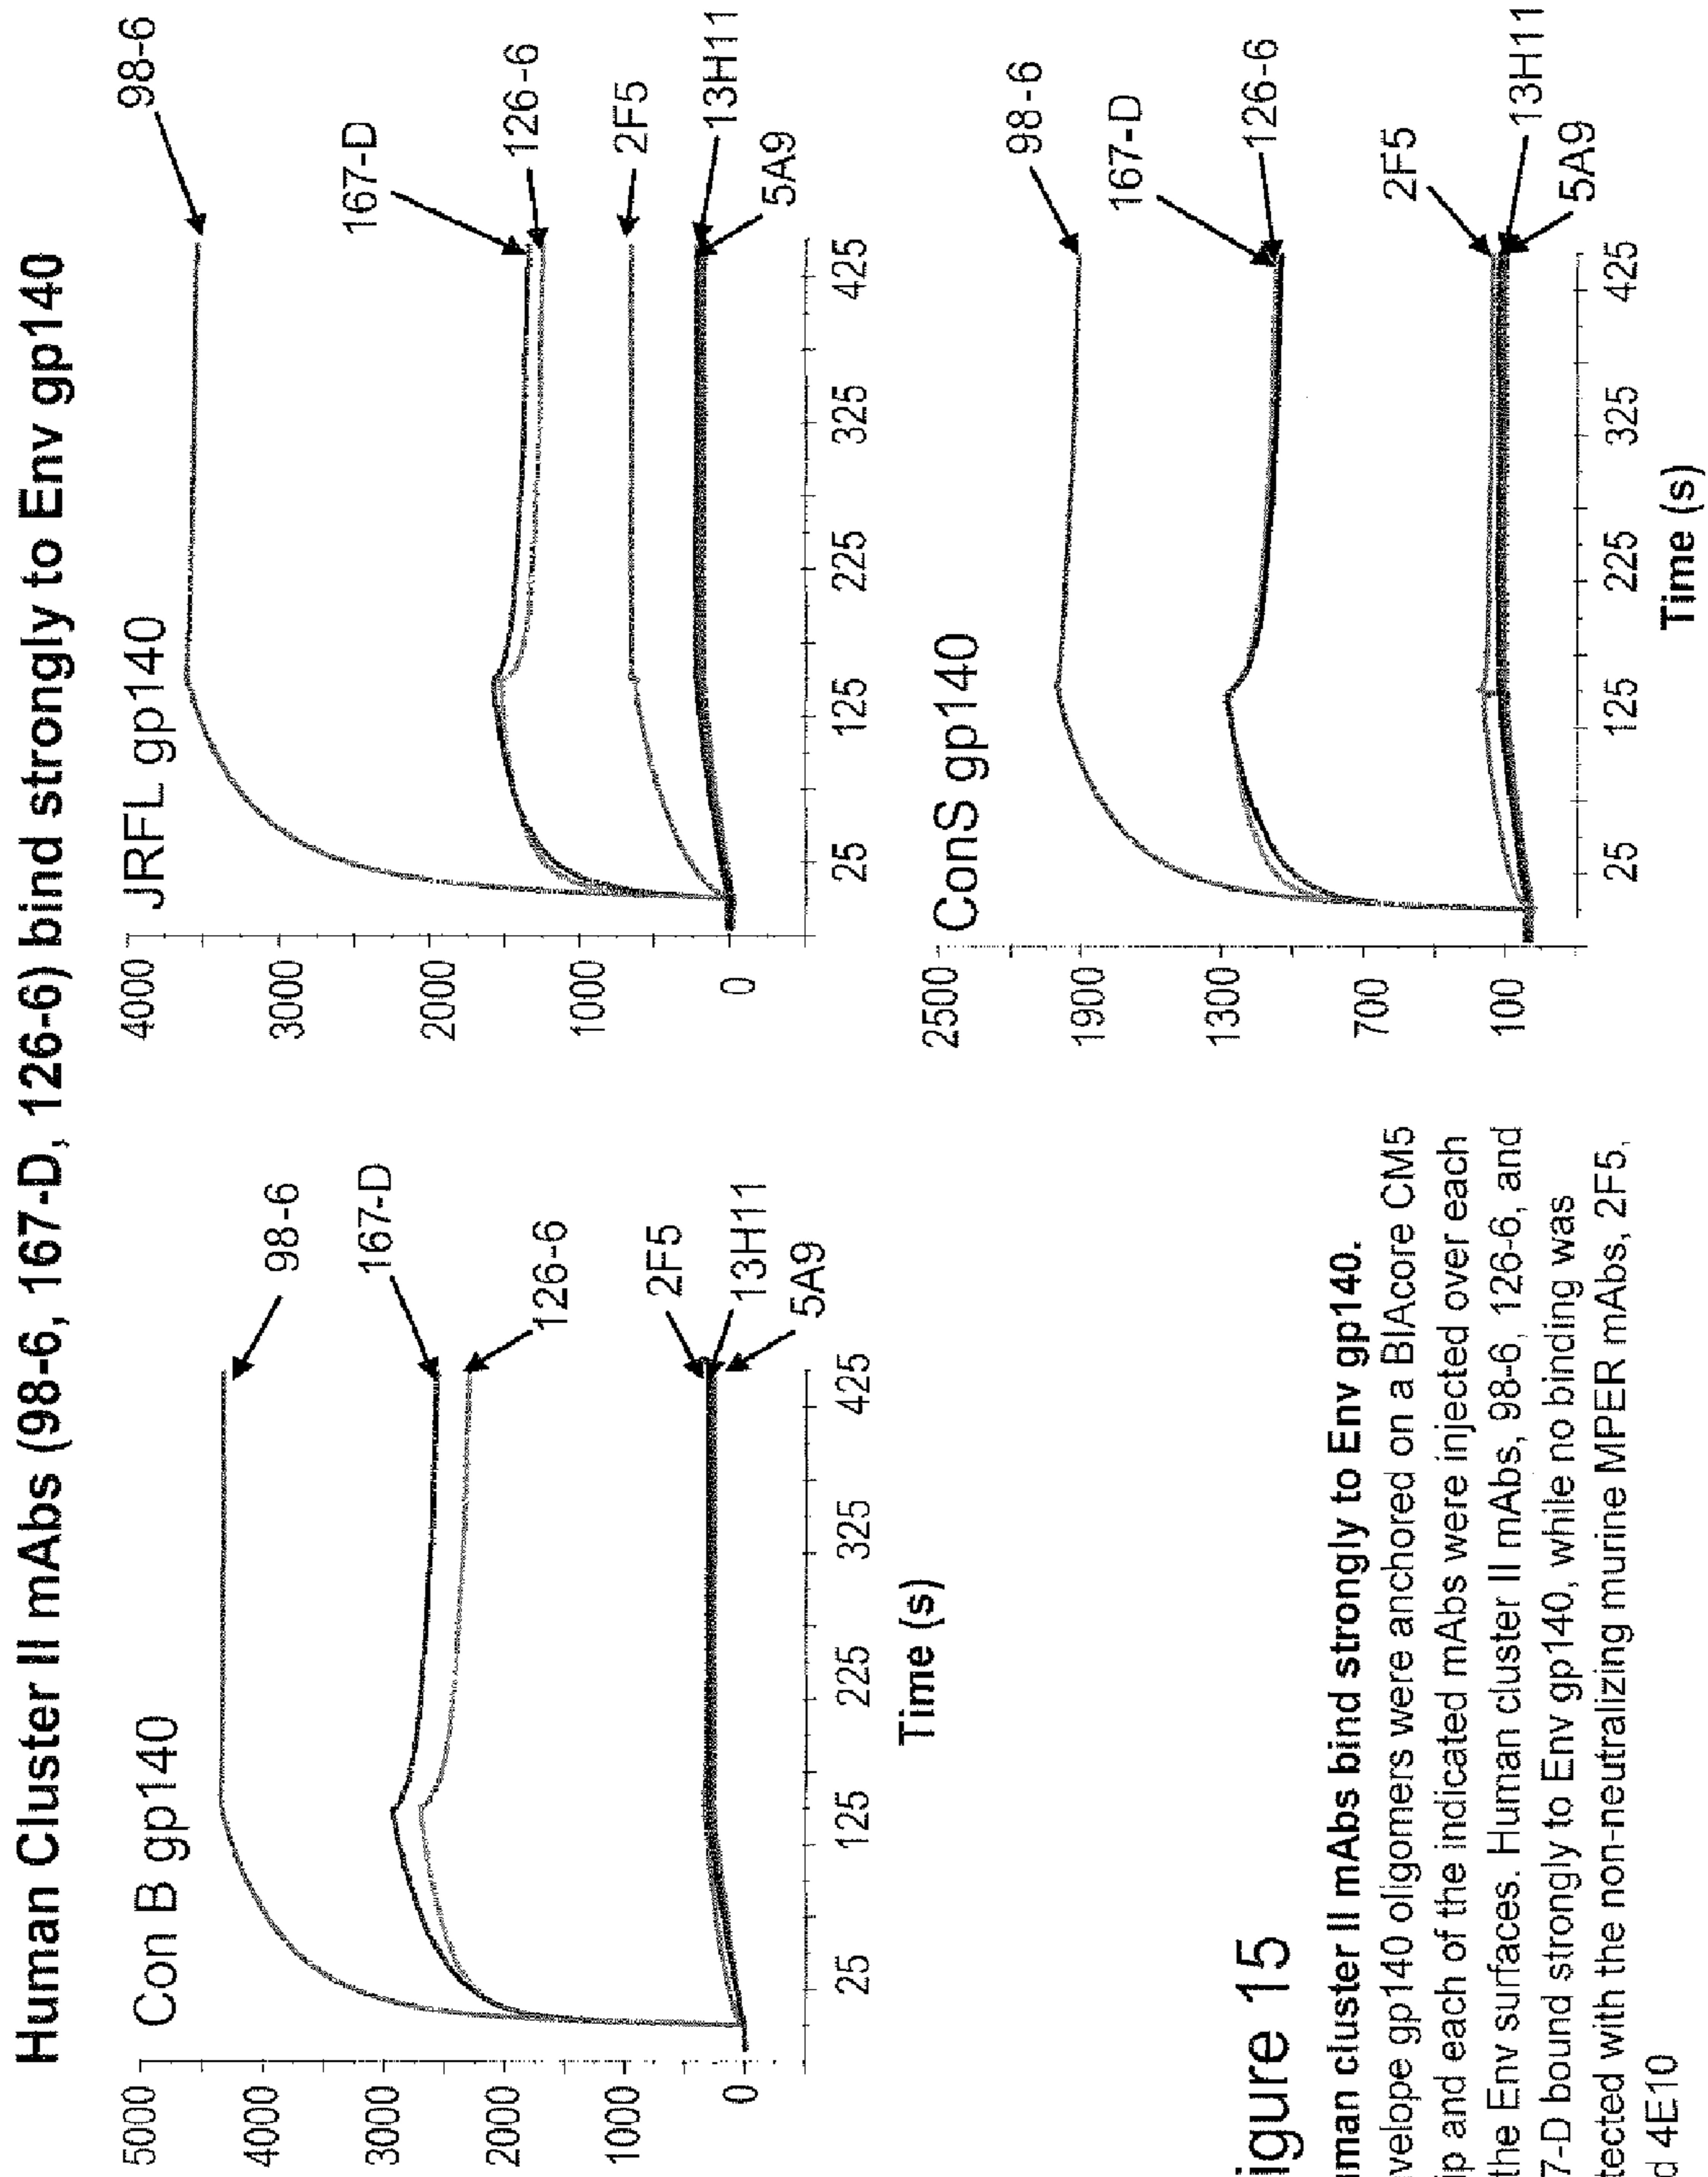 Human Cluster II mAbs (98-6, 167-D, 126-6) bind strongly to Env gp140
Con B gp140
5000
4000
3000
2000
1000
0
25
125
225
325
425
Time (s)
98-6
167-D
126-6
2F5
13H11
5A9
JRFL gp140
4000
3000
2000
1000
0
25
125
225
325
425
98-6
167-D
126-6
2F5
13H11
5A9
ConS gp140
2500
1900
1300
700
100
25
125
225
325
425
Time (s)
98-6
167-D
126-6
2F5
13H11
5A9
igure 15
ıman cluster II mAbs bind strongly to Env gp140.
velope gp140 oligomers were anchored on a BIAcore CM5
ip and each of the indicated mAbs were injected over each
the Env surfaces. Human cluster II mAbs, 98-6, 126-6, and
7-D bound strongly to Env gp140, while no binding was
tected with the non-neutralizing murine MPER mAbs, 2F5,
d 4E10